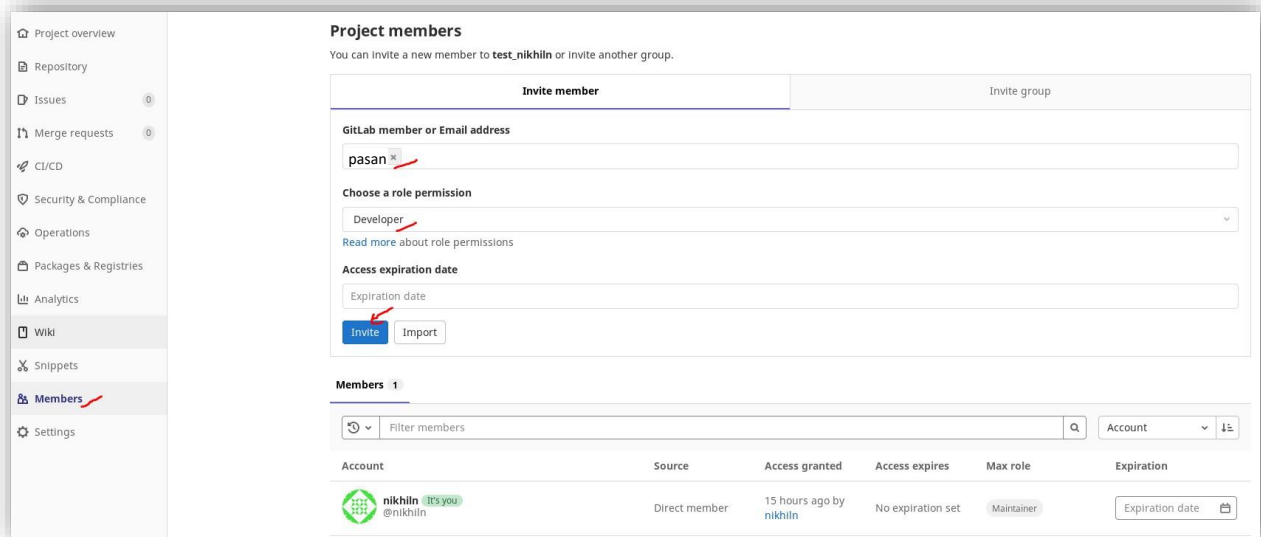 Project overview
Repository
Issues 0
Merge requests 0
CI/CD
Security & Compliance
Operations
Packages & Registries
Analytics
Wiki
Snippets
Members
Settings
Project members
You can invite a new member to test_nikhiln or invite another group.
Invite member Invite group
GitLab member or Email address
pasan ×
Choose a role permission
Developer
Read more about role permissions
Access expiration date
Expiration date
Invite Import
Members 1
Filter members Account
Account Source Access granted Access expires Max role Expiration
nikhiln It's you
@nikhiln
Direct member
15 hours ago by
nikhiln
No expiration set
Maintainer
Expiration date